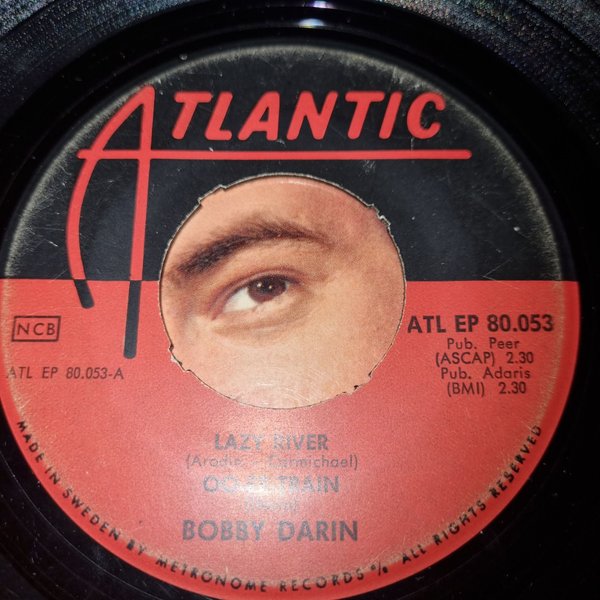 ATLANTIC
NCB
ATL EP 80.053-A
ATL EP 80.053
Pub. Peer
(ASCAP) 2.30
Pub. Adaris
(BMI) 2.30
LAZY RIVER
TRAIN
BOBBY DARIN
MADE IN SWEDEN BY METRONOME RECORDS % ALL RIGHTS RESERVED